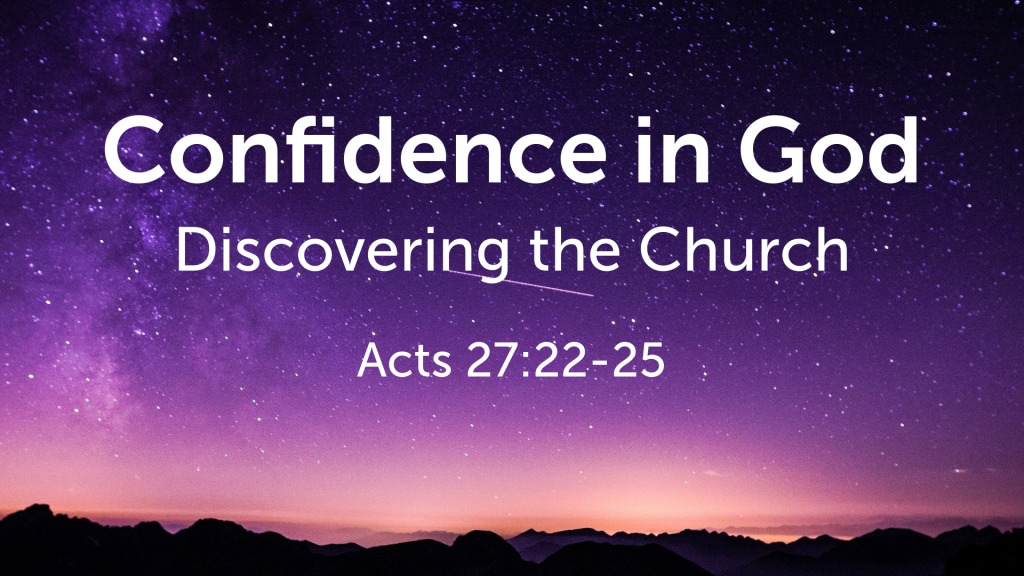 Confidence in God
Discovering the Church
Acts 27:22-25